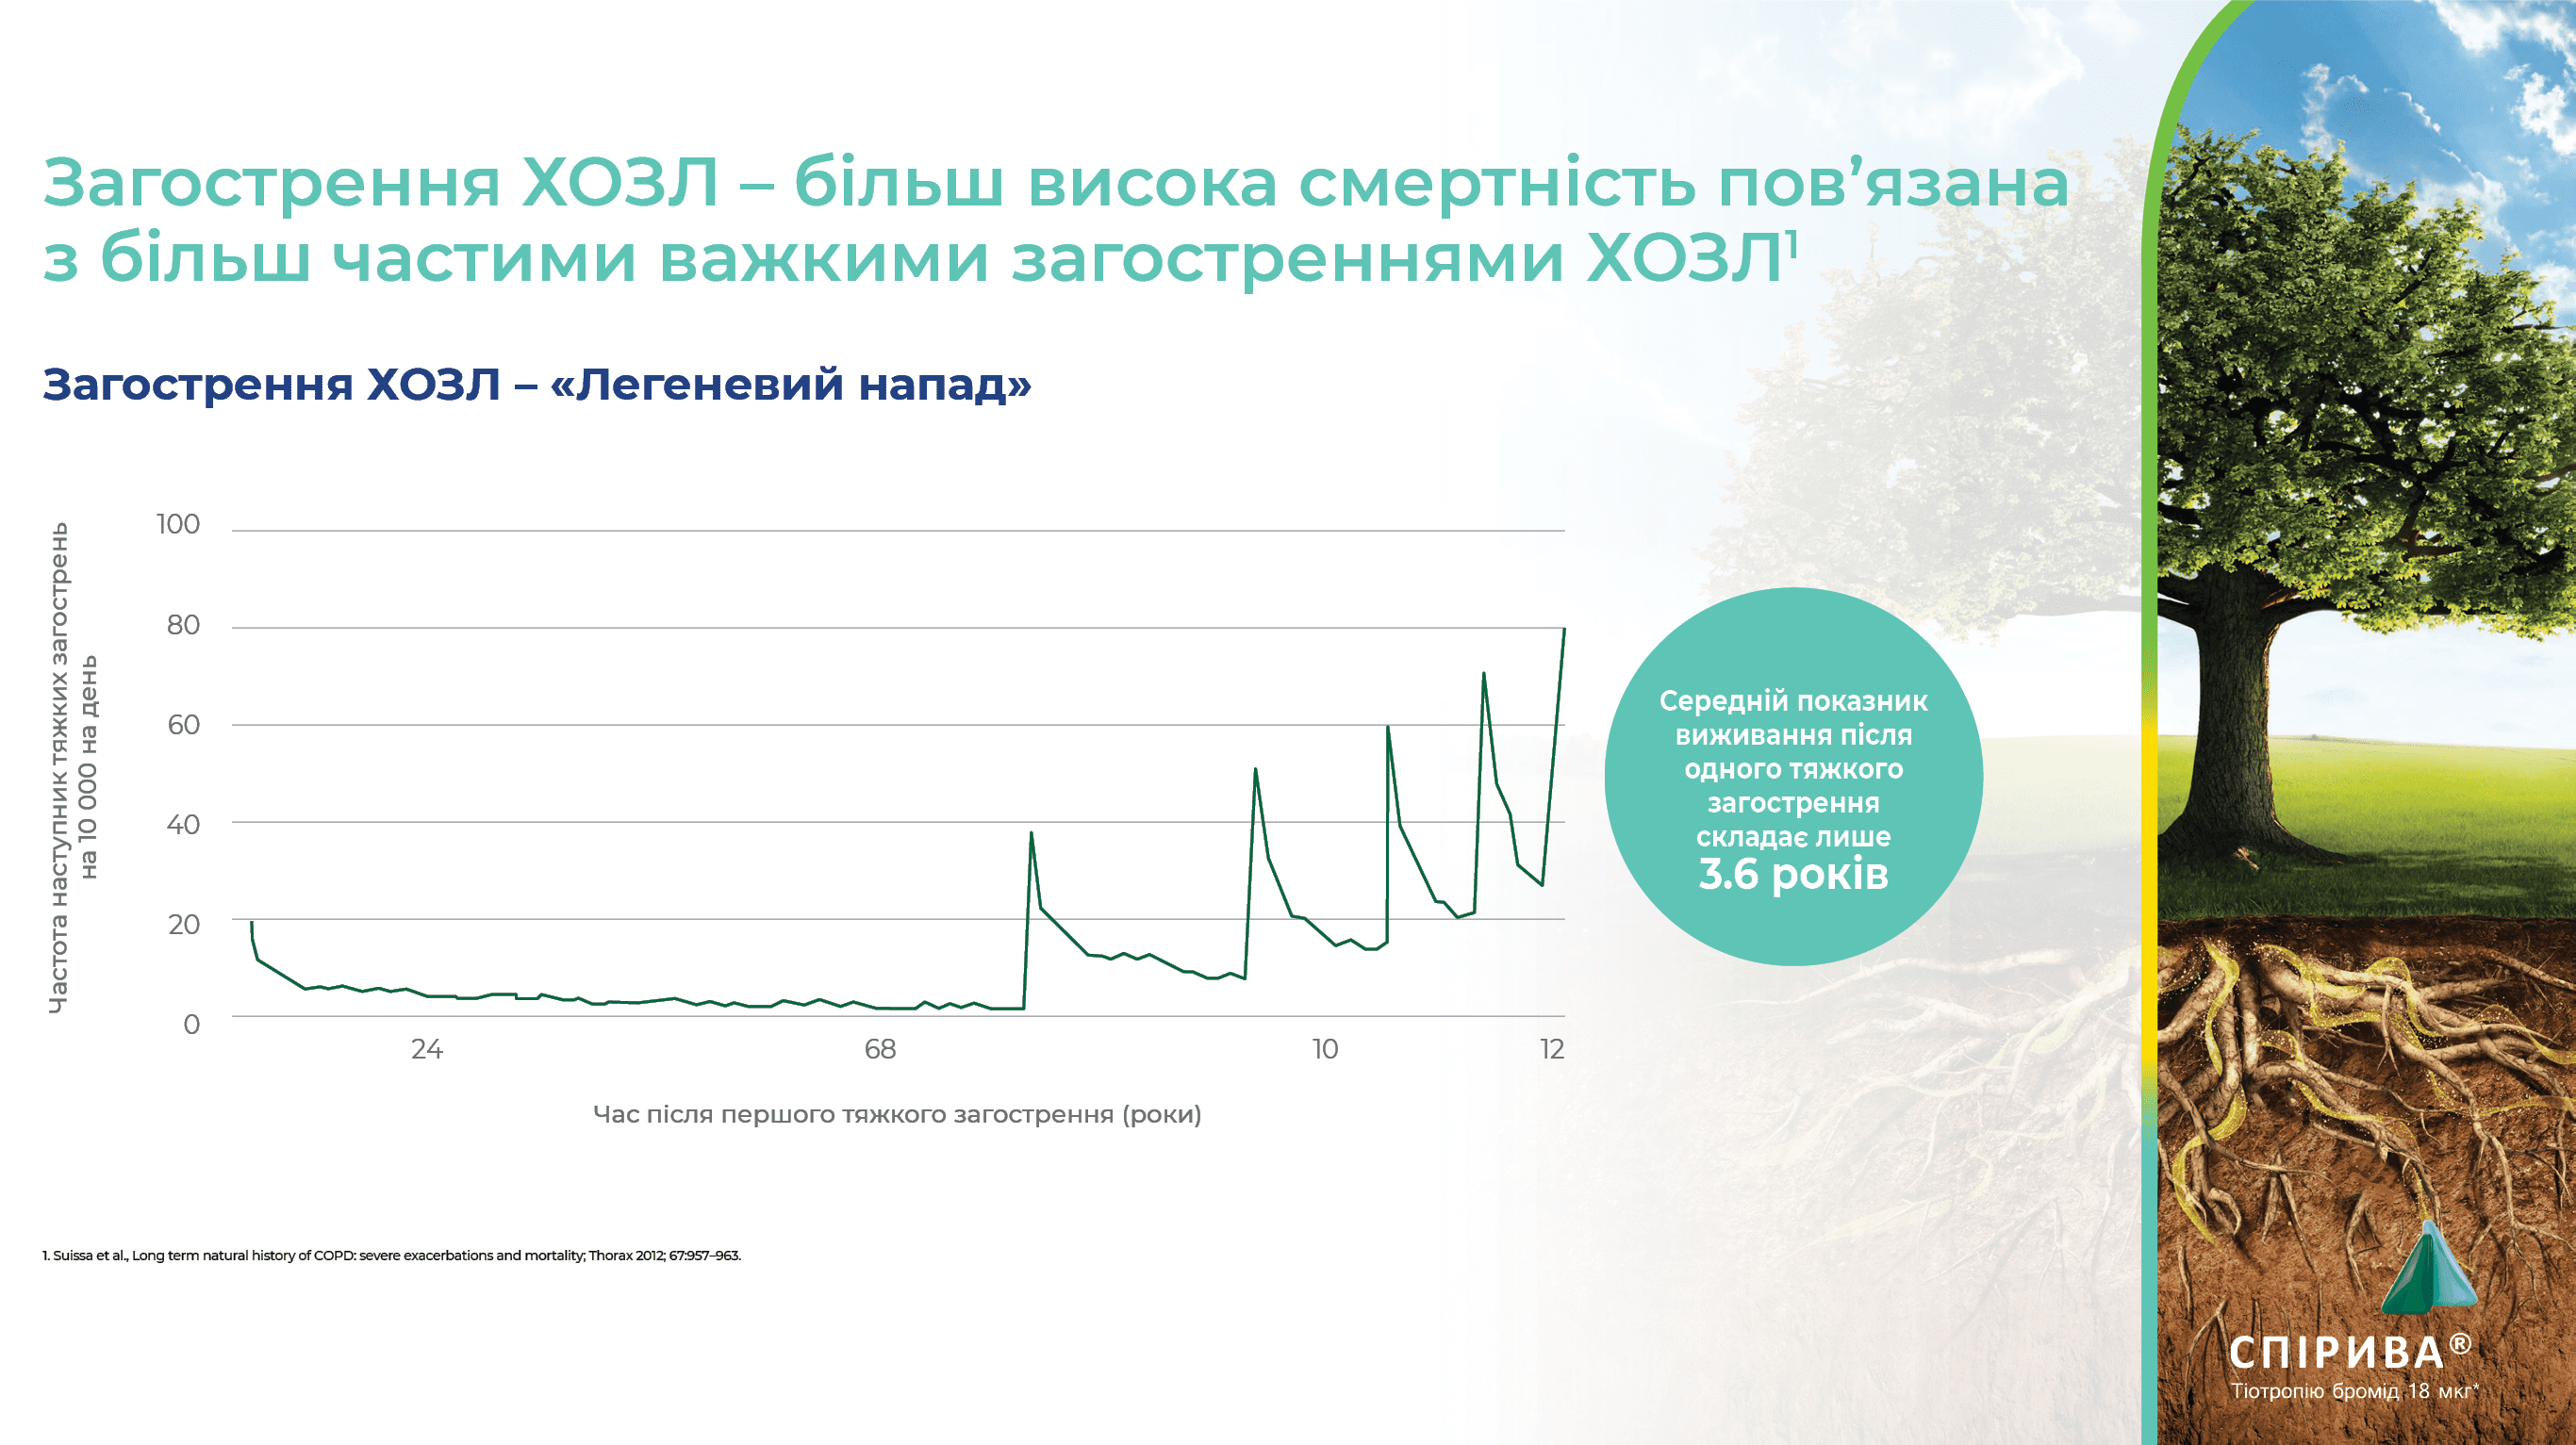 Загострення ХОЗЛ – більш висока смертність пов’язана
з більш частими важкими загостреннями ХОЗЛ¹
Загострення ХОЗЛ – «Легеневий напад»
Частота наступник тяжких загострень
на 10 000 на день
100
80
60
40
20
0
24
68
10
12
Час після першого тяжкого загострення (роки)
Середній показник
виживання після
одного тяжкого
загострення
складає лише
3.6 років
1. Suissa et al., Long term natural history of COPD: severe exacerbations and mortality; Thorax 2012; 67:957–963.
СПІРИВА®
Тіотропію бромід 18 мкг*